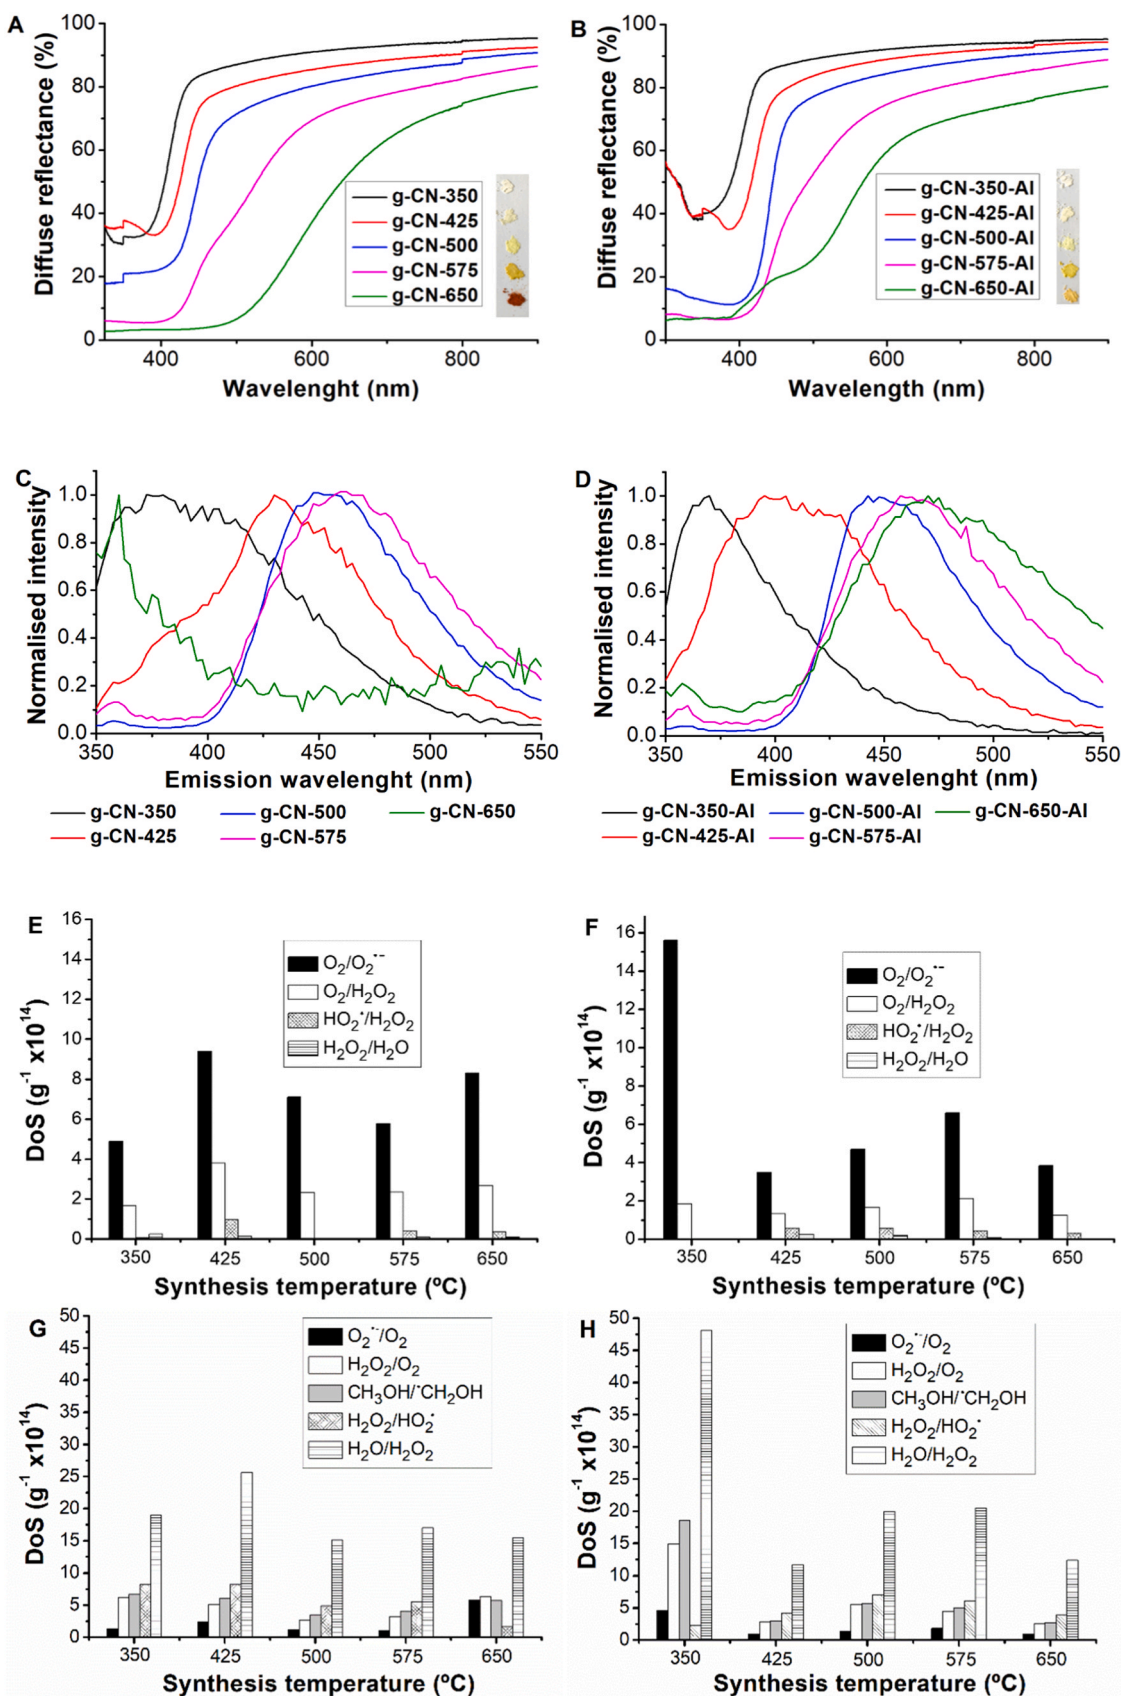 A
Diffuse reflectance (%)
100
80
60
40
20
0
g-CN-350
g-CN-425
g-CN-500
g-CN-575
g-CN-650
400
600
800
Wavelenght (nm)
B
Diffuse reflectance (%)
100
80
60
40
20
0
g-CN-350-Al
g-CN-425-Al
g-CN-500-Al
g-CN-575-Al
g-CN-650-Al
400
600
800
Wavelength (nm)
C
Normalised intensity
1.0
0.8
0.6
0.4
0.2
0.0
350
400
450
500
550
Emission wavelenght (nm)
g-CN-350
g-CN-500
g-CN-650
g-CN-425
g-CN-575
D
Normalised intensity
1.0
0.8
0.6
0.4
0.2
0.0
350
400
450
500
550
Emission wavelenght (nm)
g-CN-350-Al
g-CN-500-Al
g-CN-650-Al
g-CN-425-Al
g-CN-575-Al
E
DoS (g⁻¹ x10¹⁴)
16
14
12
10
8
6
4
2
0
O₂/O₂•⁻
O₂/H₂O₂
HO₂•/H₂O₂
H₂O₂/H₂O
350
425
500
575
650
Synthesis temperature (ºC)
F
DoS (g⁻¹ x10¹⁴)
16
14
12
10
8
6
4
2
0
O₂/O₂•⁻
O₂/H₂O₂
HO₂•/H₂O₂
H₂O₂/H₂O
350
425
500
575
650
Synthesis temperature (ºC)
G
DoS (g⁻¹ x10¹⁴)
50
45
40
35
30
25
20
15
10
5
0
O₂•⁻/O₂
H₂O₂/O₂
CH₃OH/•CH₂OH
H₂O₂/HO₂•
H₂O/H₂O₂
350
425
500
575
650
Synthesis temperature (ºC)
H
DoS (g⁻¹ x10¹⁴)
50
45
40
35
30
25
20
15
10
5
0
O₂•⁻/O₂
H₂O₂/O₂
CH₃OH/•CH₂OH
H₂O₂/HO₂•
H₂O/H₂O₂
350
425
500
575
650
Synthesis temperature (ºC)